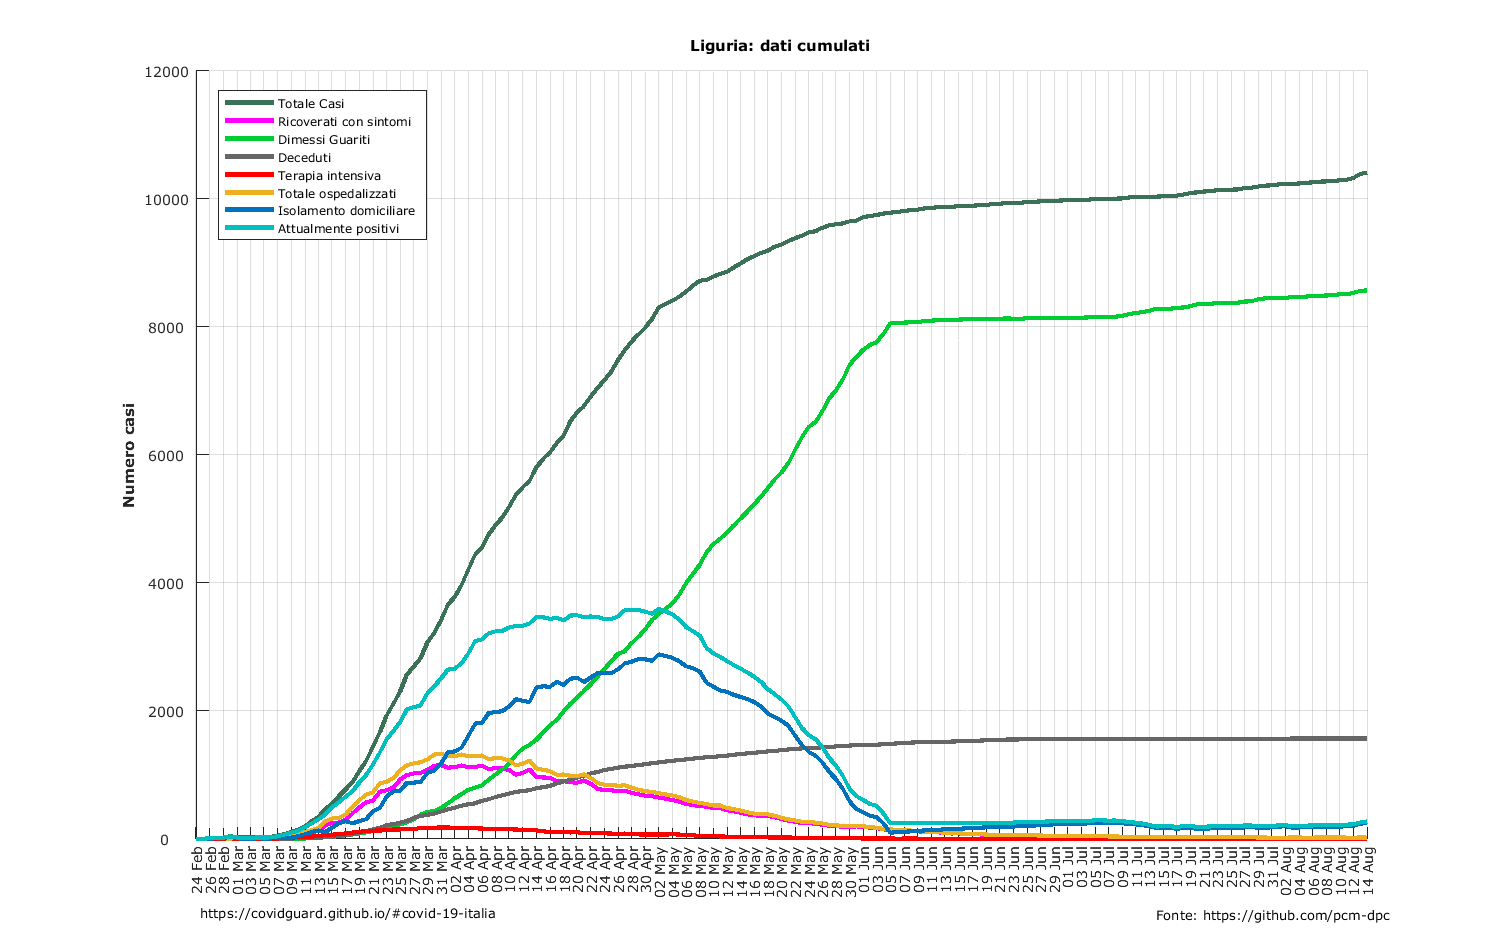 Liguria: dati cumulati
12000
10000
8000
6000
4000
2000
0
Numero casi
Totale Casi
Ricoverati con sintomi
Dimessi Guariti
Deceduti
Terapia intensiva
Totale ospedalizzati
Isolamento domiciliare
Attualmente positivi
24 Feb
26 Feb
28 Feb
01 Mar
03 Mar
05 Mar
07 Mar
09 Mar
11 Mar
13 Mar
15 Mar
17 Mar
19 Mar
21 Mar
23 Mar
25 Mar
27 Mar
29 Mar
31 Mar
02 Apr
04 Apr
06 Apr
08 Apr
10 Apr
12 Apr
14 Apr
16 Apr
18 Apr
20 Apr
22 Apr
24 Apr
26 Apr
28 Apr
30 Apr
02 May
04 May
06 May
08 May
10 May
12 May
14 May
16 May
18 May
20 May
22 May
24 May
26 May
28 May
30 May
01 Jun
03 Jun
05 Jun
07 Jun
09 Jun
11 Jun
13 Jun
15 Jun
17 Jun
19 Jun
21 Jun
23 Jun
25 Jun
27 Jun
29 Jun
01 Jul
03 Jul
05 Jul
07 Jul
09 Jul
11 Jul
13 Jul
15 Jul
17 Jul
19 Jul
21 Jul
23 Jul
25 Jul
27 Jul
29 Jul
31 Jul
02 Aug
04 Aug
06 Aug
08 Aug
10 Aug
12 Aug
14 Aug
https://covidguard.github.io/#covid-19-italia
Fonte: https://github.com/pcm-dpc